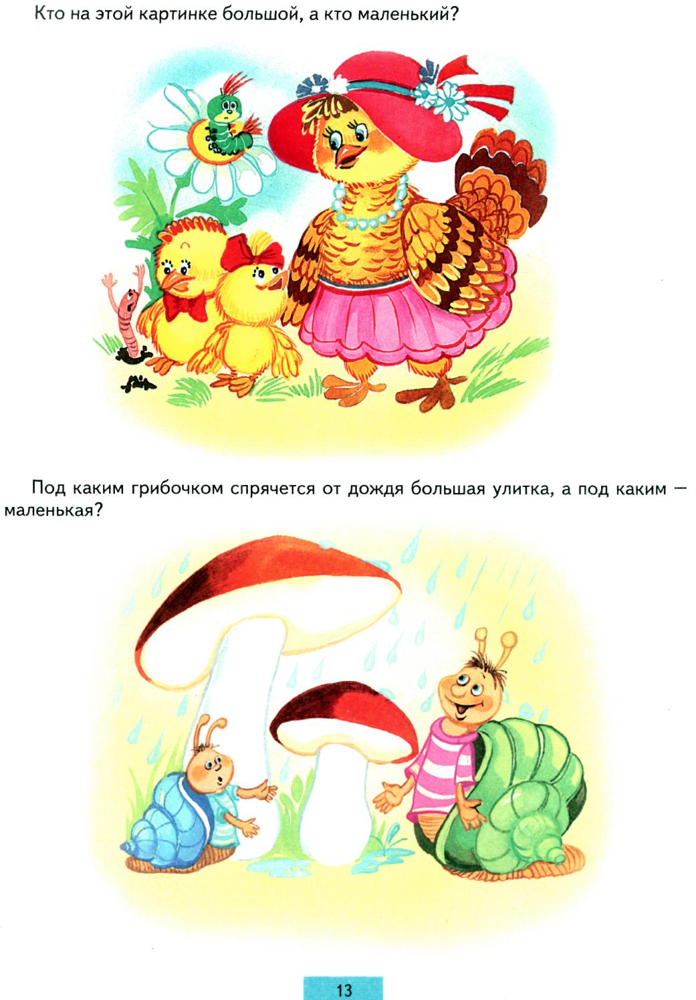 Кто на этой картинке большой, а кто маленький?
Под каким грибочком спрячется от дождя большая улитка, а под каким —
маленькая?
13